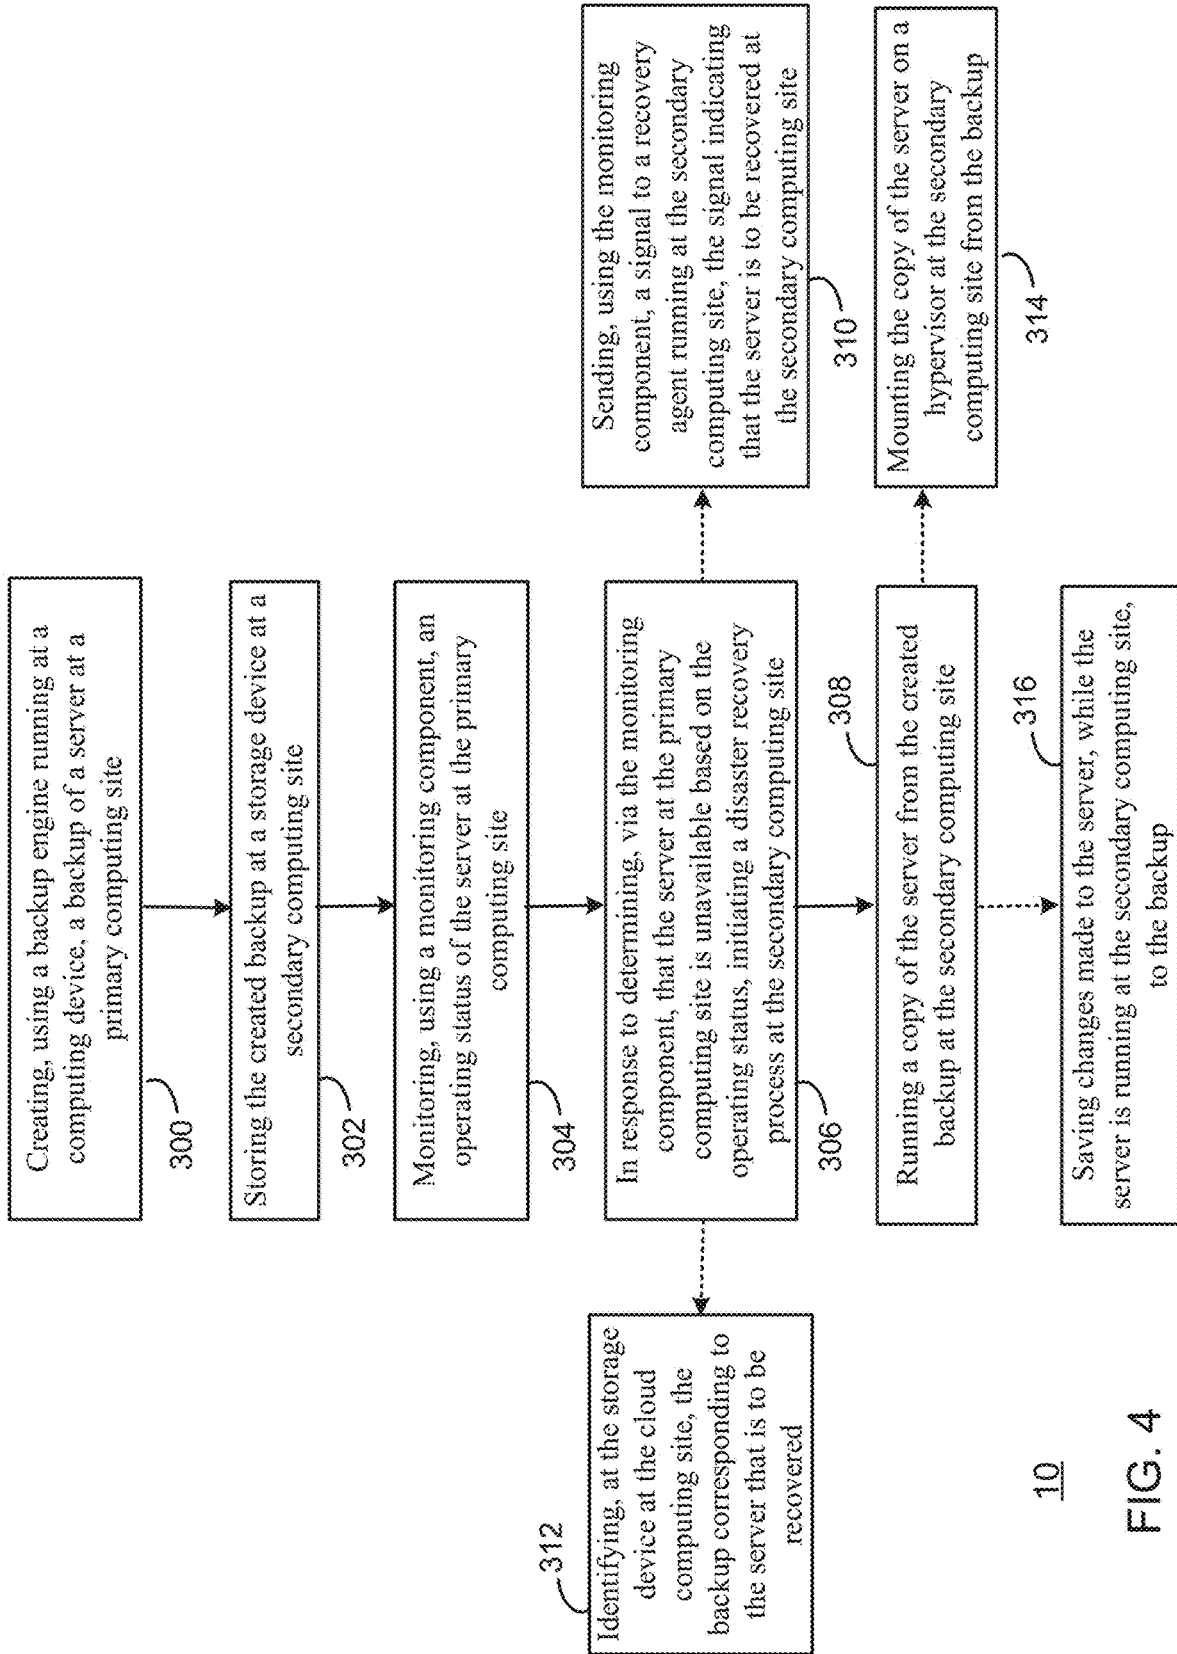 Creating, using a backup engine running at a
computing device, a backup of a server at a
primary computing site
300
Storing the created backup at a storage device at a
secondary computing site
302
Monitoring, using a monitoring component, an
operating status of the server at the primary
computing site
304
In response to determining, via the monitoring
component, that the server at the primary
computing site is unavailable based on the
operating status, initiating a disaster recovery
process at the secondary computing site
306
Sending, using the monitoring
component, a signal to a recovery
agent running at the secondary
computing site, the signal indicating
that the server is to be recovered at
the secondary computing site
310
312
Identifying, at the storage
device at the cloud
computing site, the
backup corresponding to
the server that is to be
recovered
308
Running a copy of the server from the created
backup at the secondary computing site
Mounting the copy of the server on a
hypervisor at the secondary
computing site from the backup
314
316
Saving changes made to the server, while the
server is running at the secondary computing site,
to the backup
10
FIG. 4